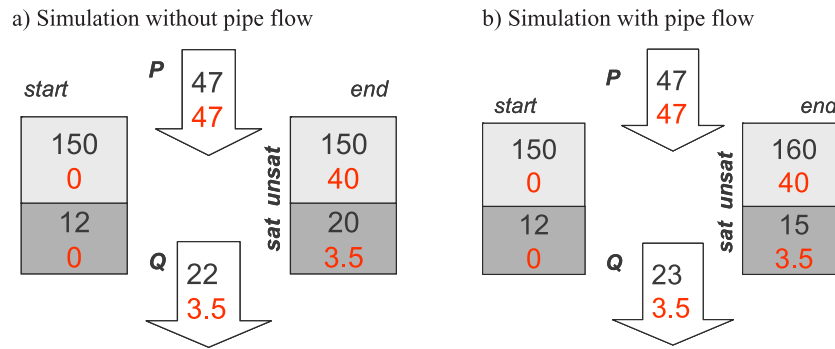 a) Simulation without pipe flow
P
47
47
start
end
150
0
12
0
unsat
sat
150
40
20
3.5
Q
22
3.5
b) Simulation with pipe flow
P
47
47
start
end
150
0
12
0
unsat
sat
160
40
15
3.5
Q
23
3.5